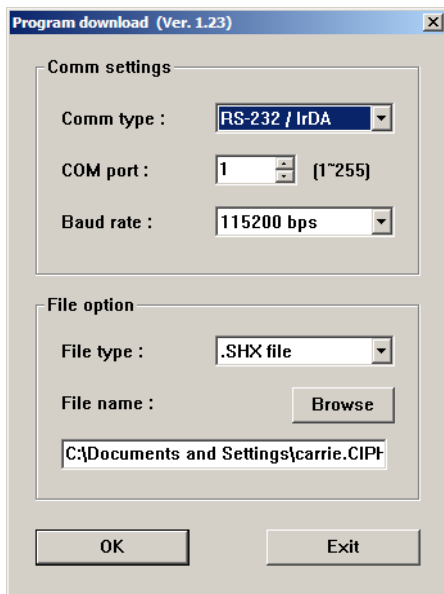 Program download (Ver. 1.23)
Comm settings
Comm type : RS-232 / IrDA
COM port : 1 (1~255)
Baud rate : 115200 bps
File option
File type : .SHX file
File name : Browse
C:\Documents and Settings\carrie.CIPH
OK Exit